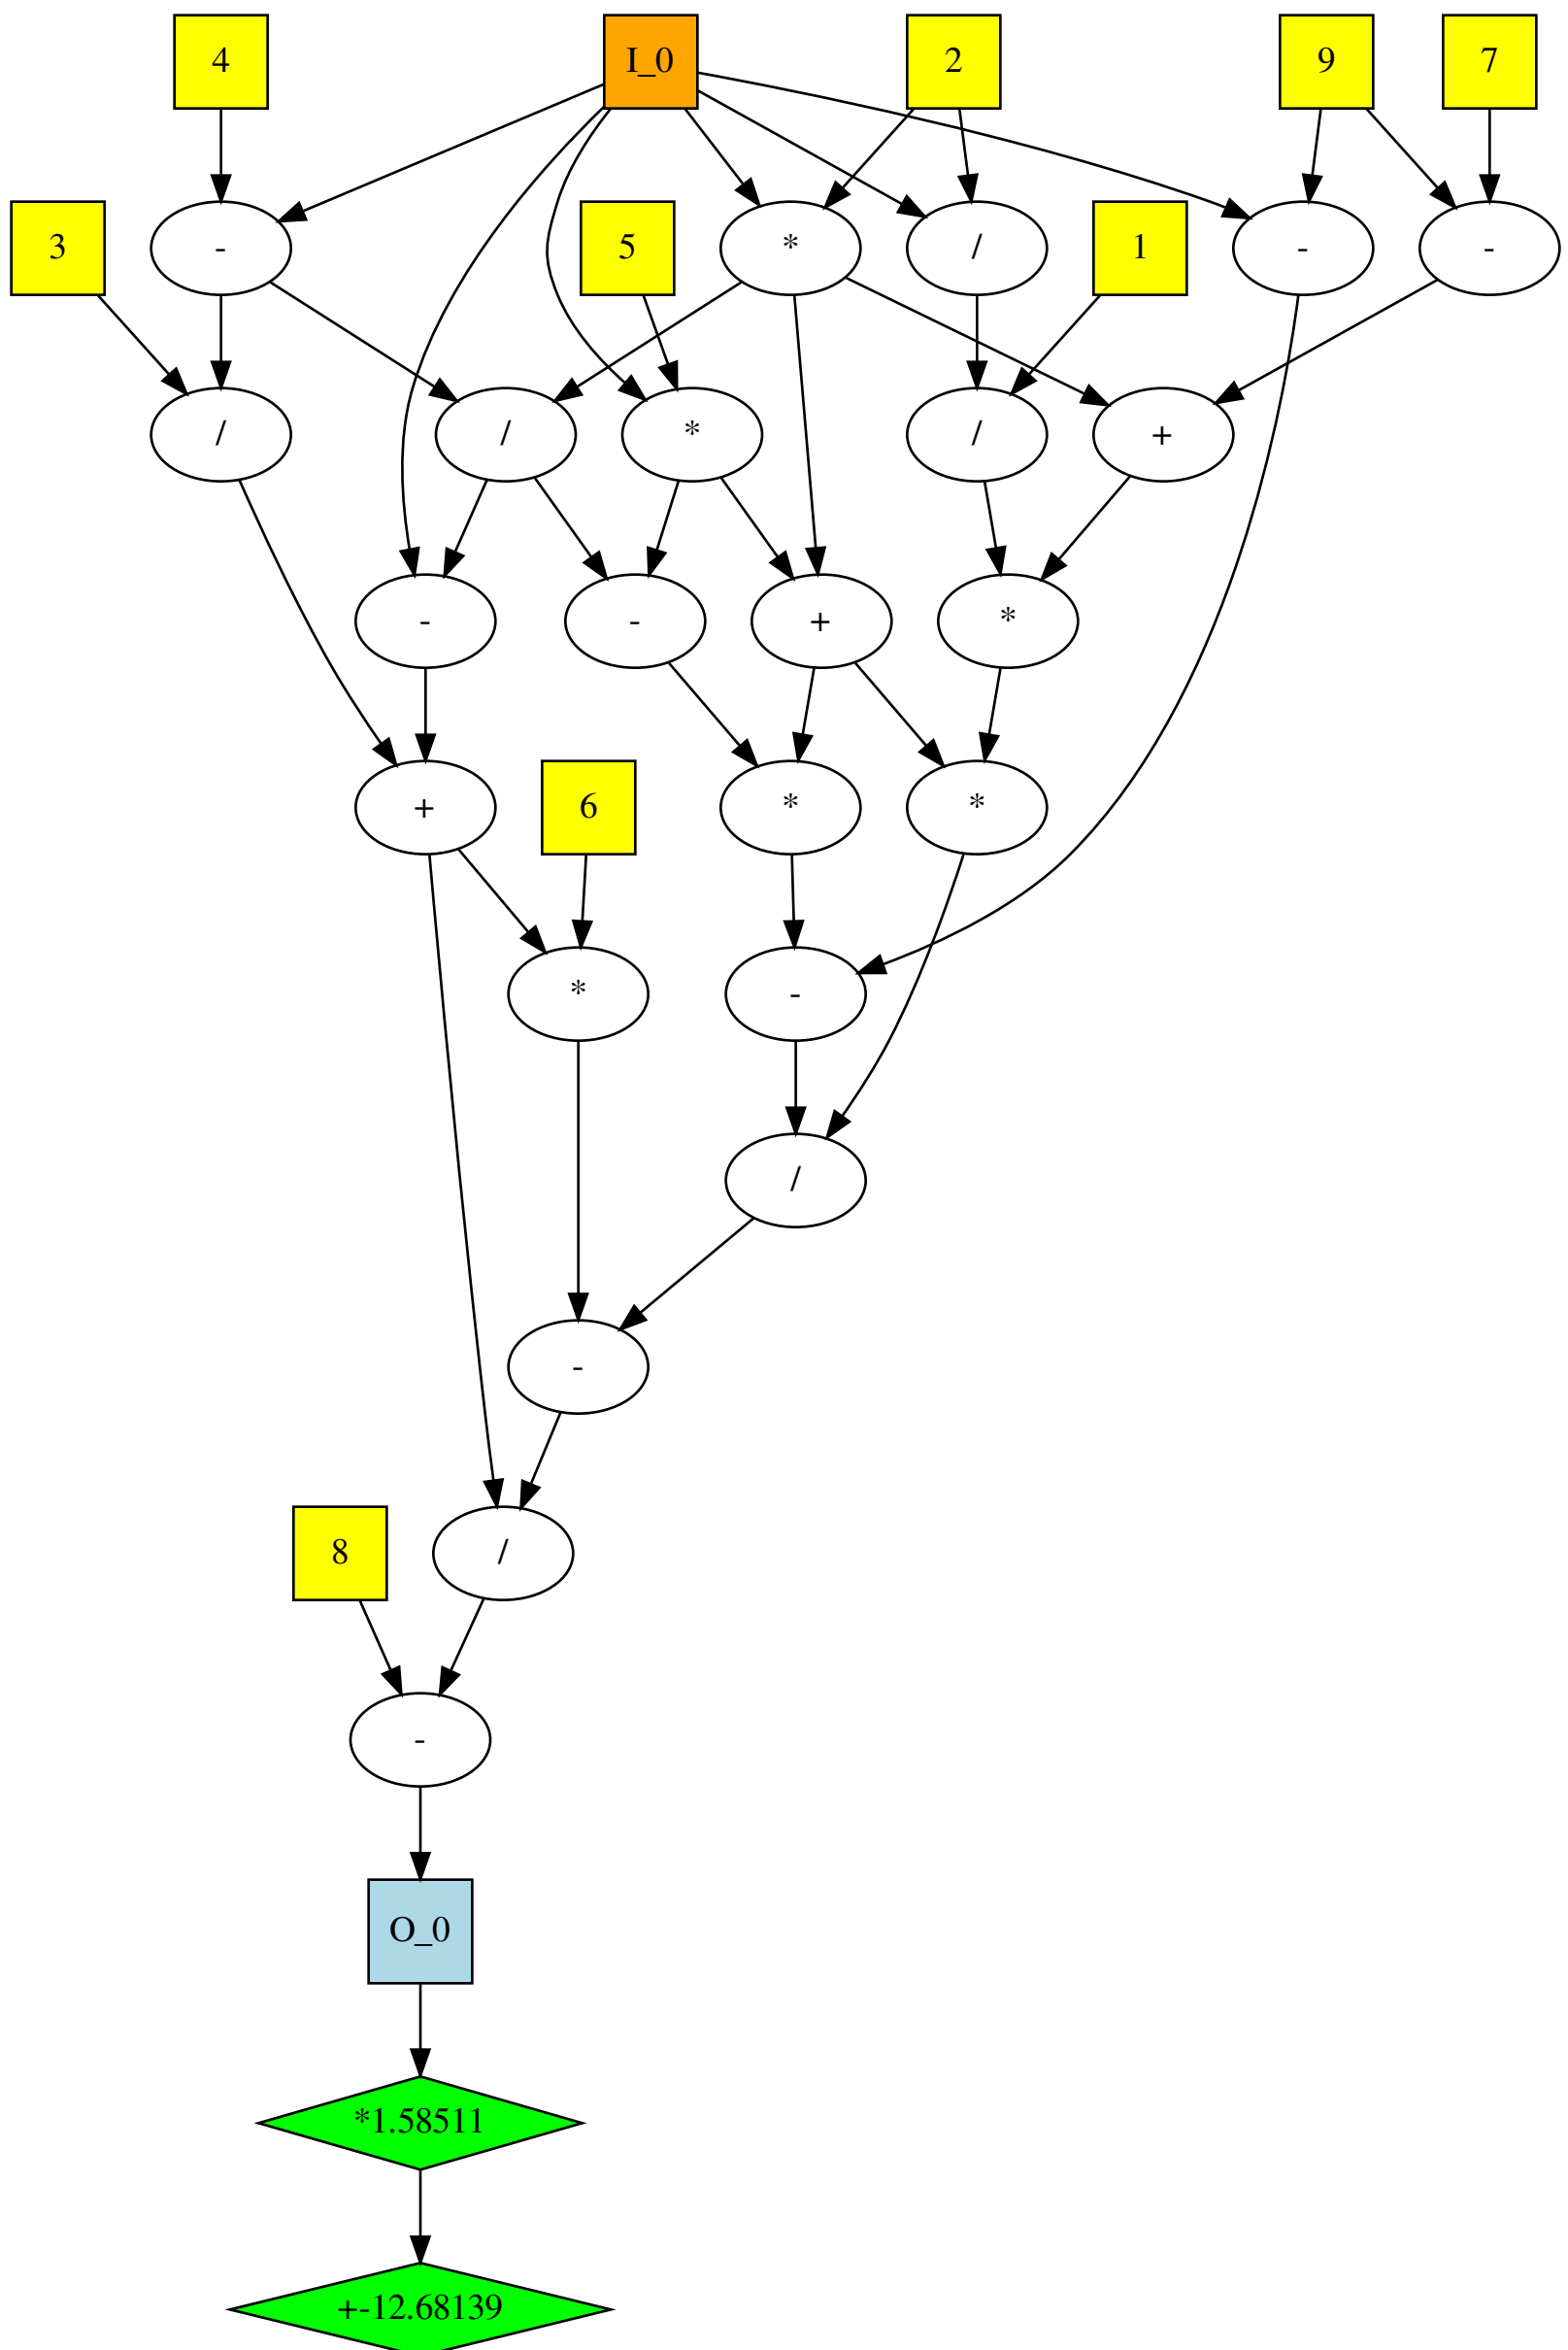 4 I_0 2 9 7
3 - 5 * / 1 - -
/ / * / +
- - + *
+ 6 * *
* -
/
-
8 /
-
O_0
*1.58511
+-12.68139